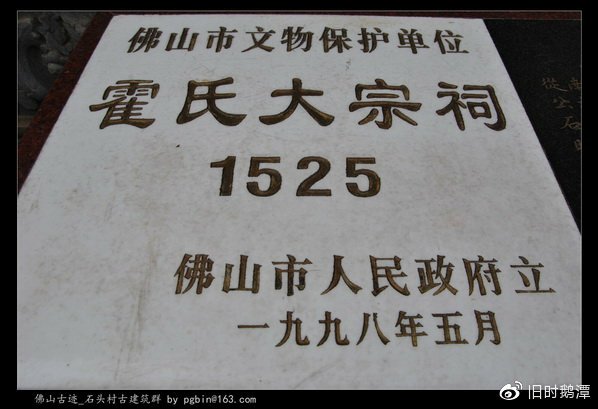 佛山市文物保护单位
霍氏大宗祠
1525
佛山市人民政府立
一九九八年五月
佛山古迹_石头村古建筑群 by pgbin@163.com
旧时鹅潭